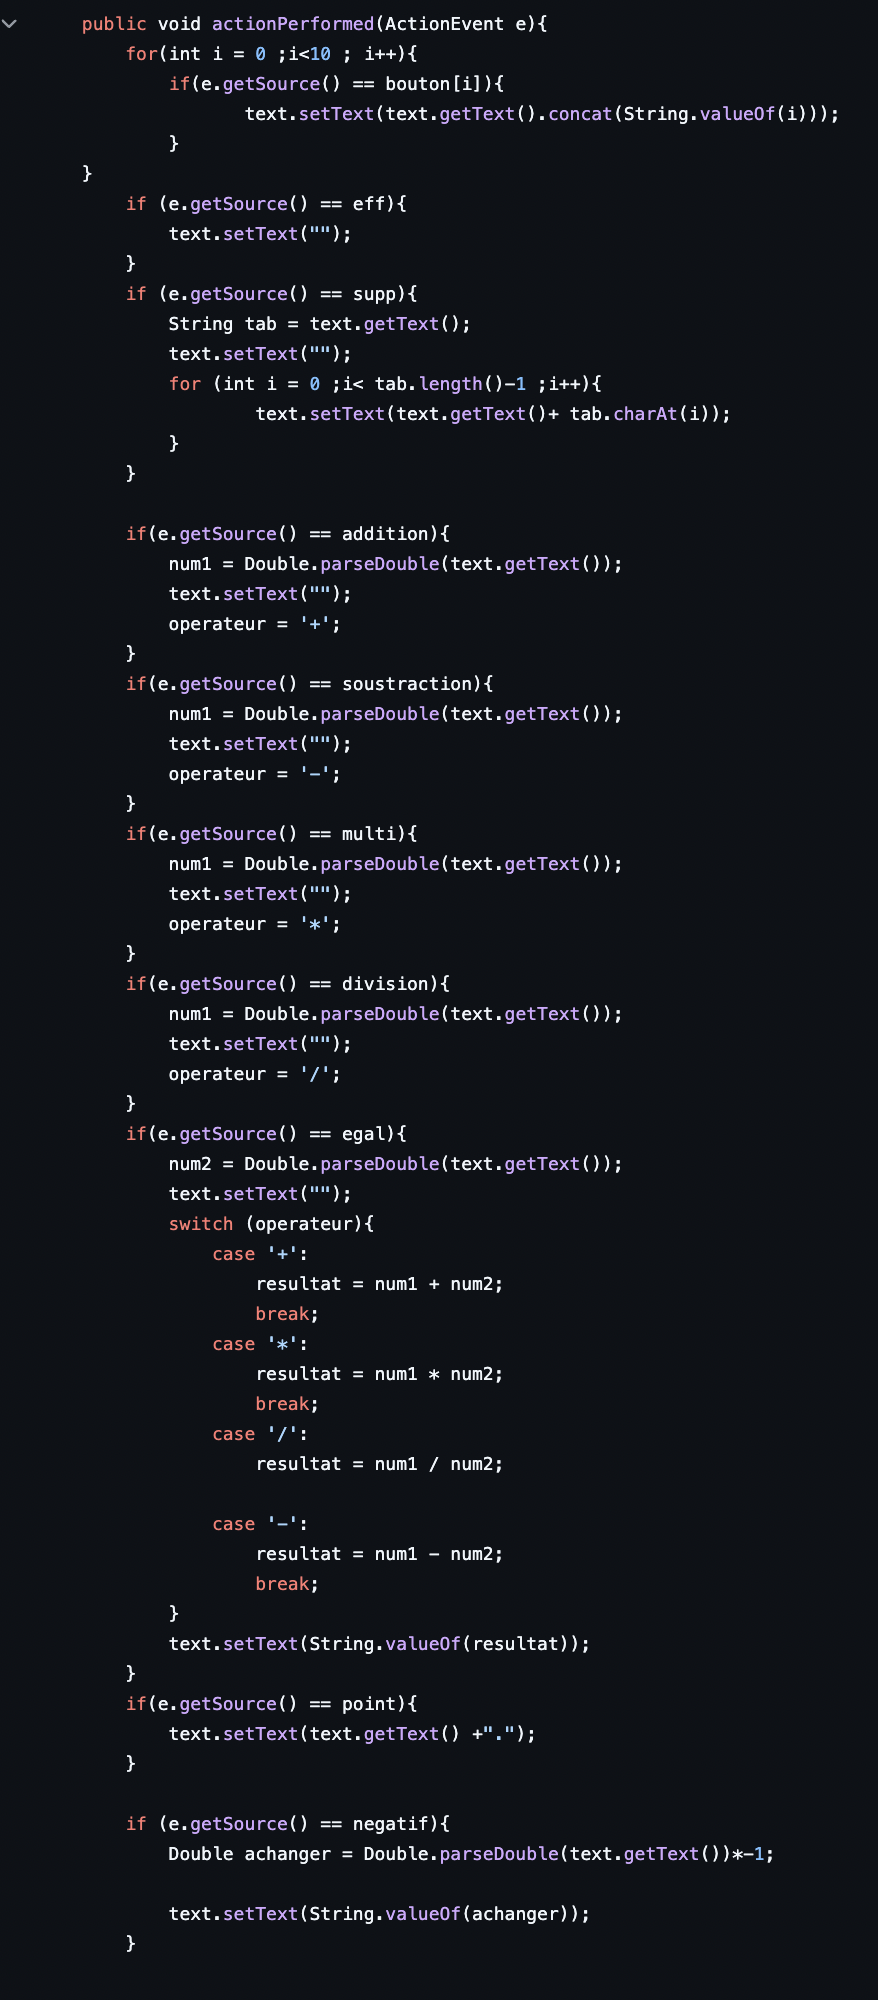 public void actionPerformed(ActionEvent e){
for(int i = 0 ;i<10 ; i++){
if(e.getSource() == bouton[i]){
text.setText(text.getText().concat(String.valueOf(i)));
}
}
if (e.getSource() == eff){
text.setText("");
}
if (e.getSource() == supp){
String tab = text.getText();
text.setText("");
for (int i = 0 ;i< tab.length()-1 ;i++){
text.setText(text.getText()+ tab.charAt(i));
}
}
if(e.getSource() == addition){
num1 = Double.parseDouble(text.getText());
text.setText("");
operateur = '+';
}
if(e.getSource() == soustraction){
num1 = Double.parseDouble(text.getText());
text.setText("");
operateur = '-';
}
if(e.getSource() == multi){
num1 = Double.parseDouble(text.getText());
text.setText("");
operateur = '*';
}
if(e.getSource() == division){
num1 = Double.parseDouble(text.getText());
text.setText("");
operateur = '/';
}
if(e.getSource() == egal){
num2 = Double.parseDouble(text.getText());
text.setText("");
switch (operateur){
case '+':
resultat = num1 + num2;
break;
case '*':
resultat = num1 * num2;
break;
case '/':
resultat = num1 / num2;
case '-':
resultat = num1 - num2;
break;
}
text.setText(String.valueOf(resultat));
}
if(e.getSource() == point){
text.setText(text.getText() +".");
}
if (e.getSource() == negatif){
Double achanger = Double.parseDouble(text.getText())*-1;
text.setText(String.valueOf(achanger));
}